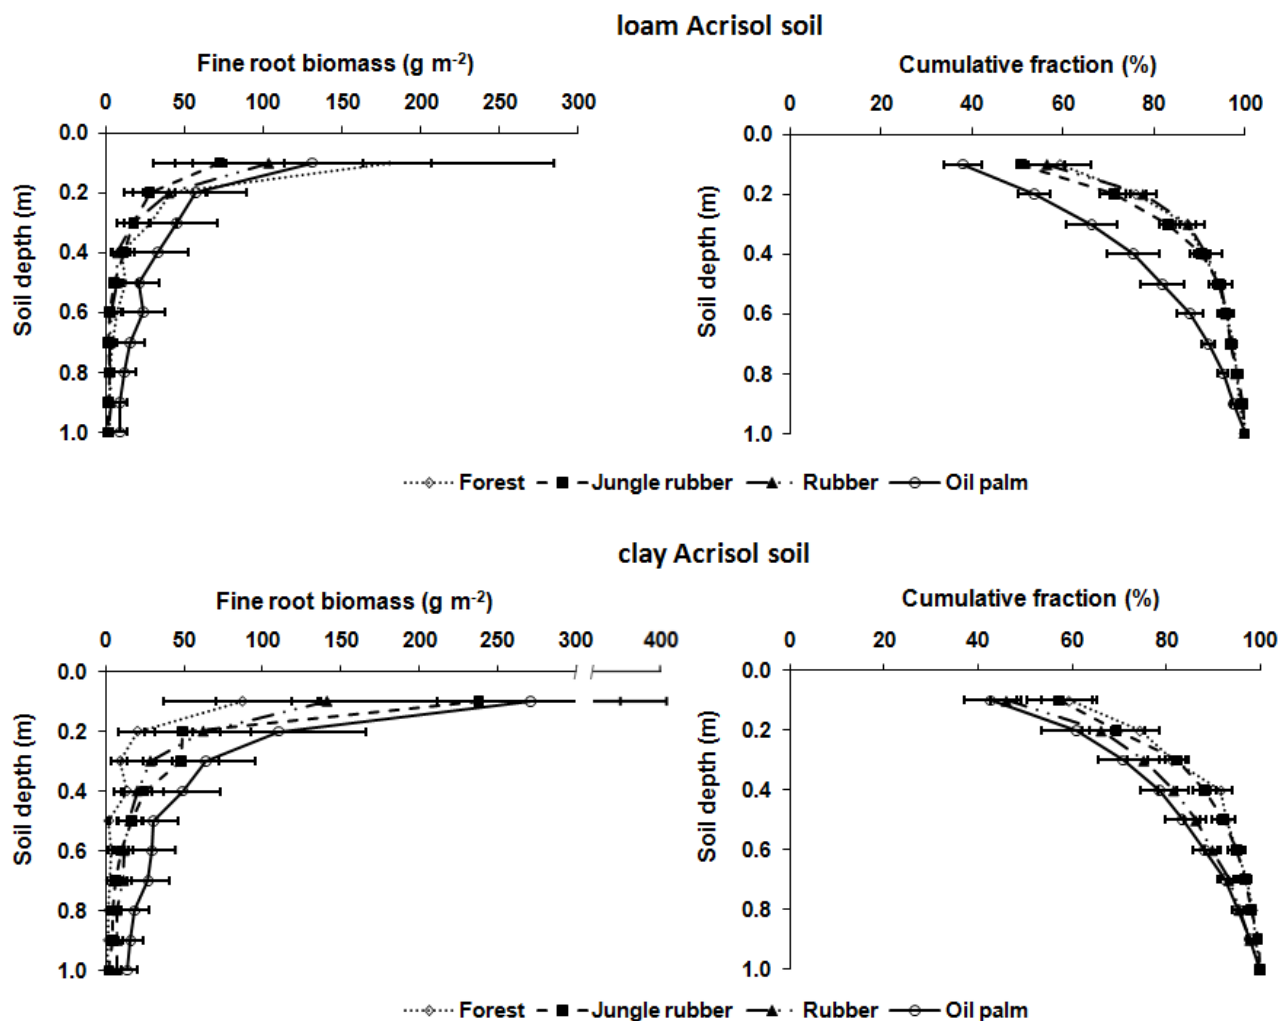 loam Acrisol soil
Fine root biomass (g m-2)
Cumulative fraction (%)
0 50 100 150 200 250 300
0 20 40 60 80 100
Soil depth (m)
0.0
0.2
0.4
0.6
0.8
1.0
Soil depth (m)
0.0
0.2
0.4
0.6
0.8
1.0
Forest Jungle rubber Rubber Oil palm
clay Acrisol soil
Fine root biomass (g m-2)
Cumulative fraction (%)
0 50 100 150 200 250 300 400
0 20 40 60 80 100
Soil depth (m)
0.0
0.2
0.4
0.6
0.8
1.0
Soil depth (m)
0.0
0.2
0.4
0.6
0.8
1.0
Forest Jungle rubber Rubber Oil palm